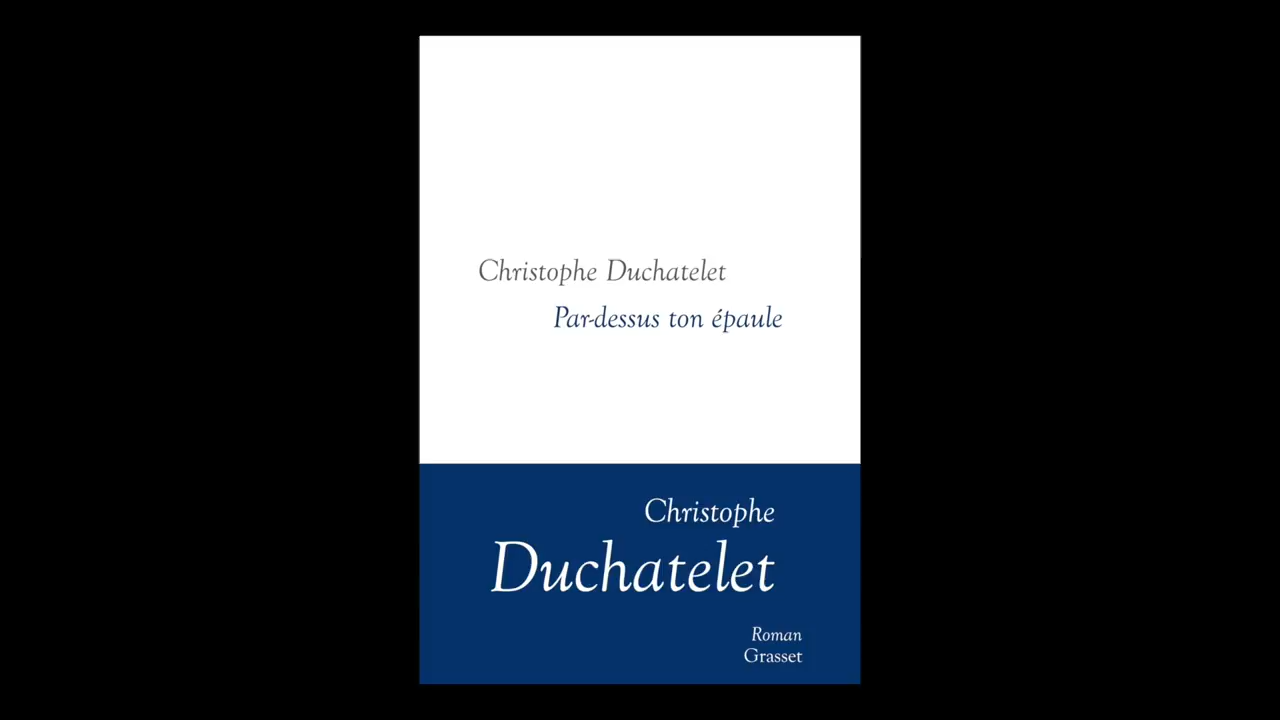 Christophe Duchatelet
Par-dessus ton épaule
Christophe
Duchatelet
Roman
Grasset